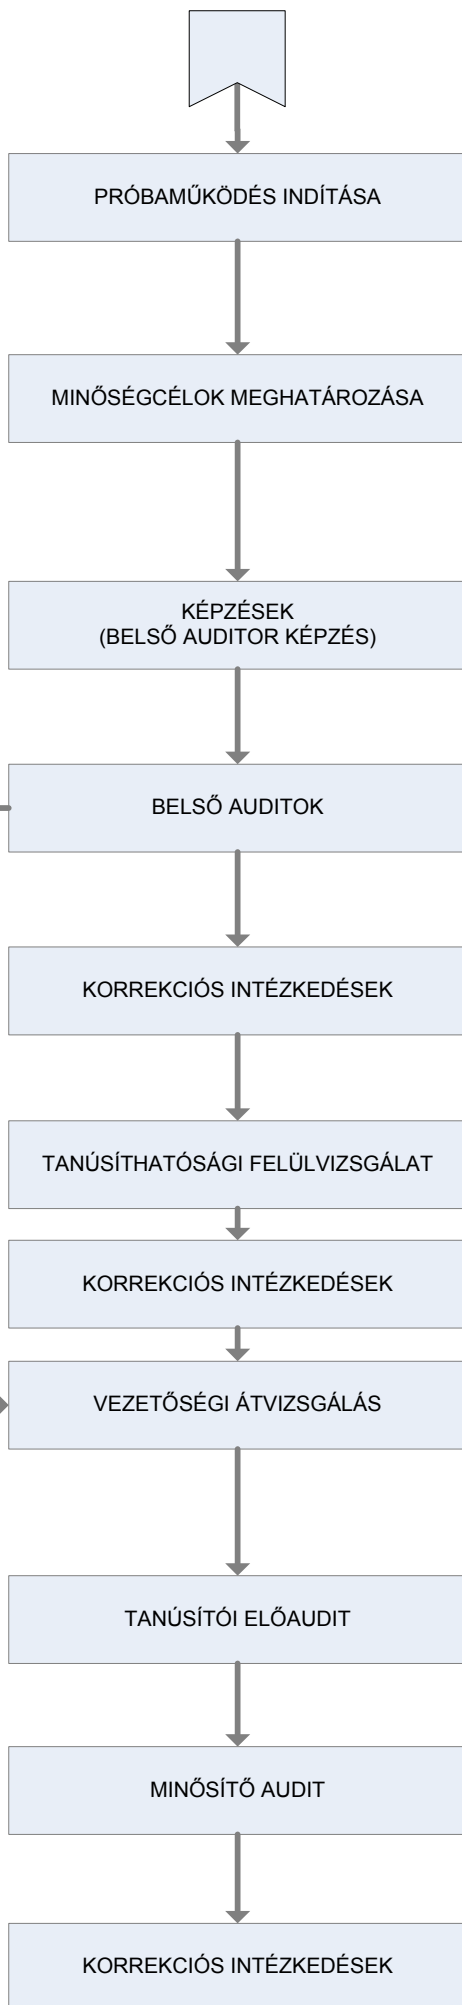 PRÓBAMŰKÖDÉS INDÍTÁSA
MINŐSÉGCÉLOK MEGHATÁROZÁSA
KÉPZÉSEK
(BELSŐ AUDITOR KÉPZÉS)
BELSŐ AUDITOK
KORREKCIÓS INTÉZKEDÉSEK
TANÚSÍTHATÓSÁGI FELÜLVIZSGÁLAT
KORREKCIÓS INTÉZKEDÉSEK
VEZETŐSÉGI ÁTVIZSGÁLÁS
TANÚSÍTÓI ELŐAUDIT
MINŐSÍTŐ AUDIT
KORREKCIÓS INTÉZKEDÉSEK